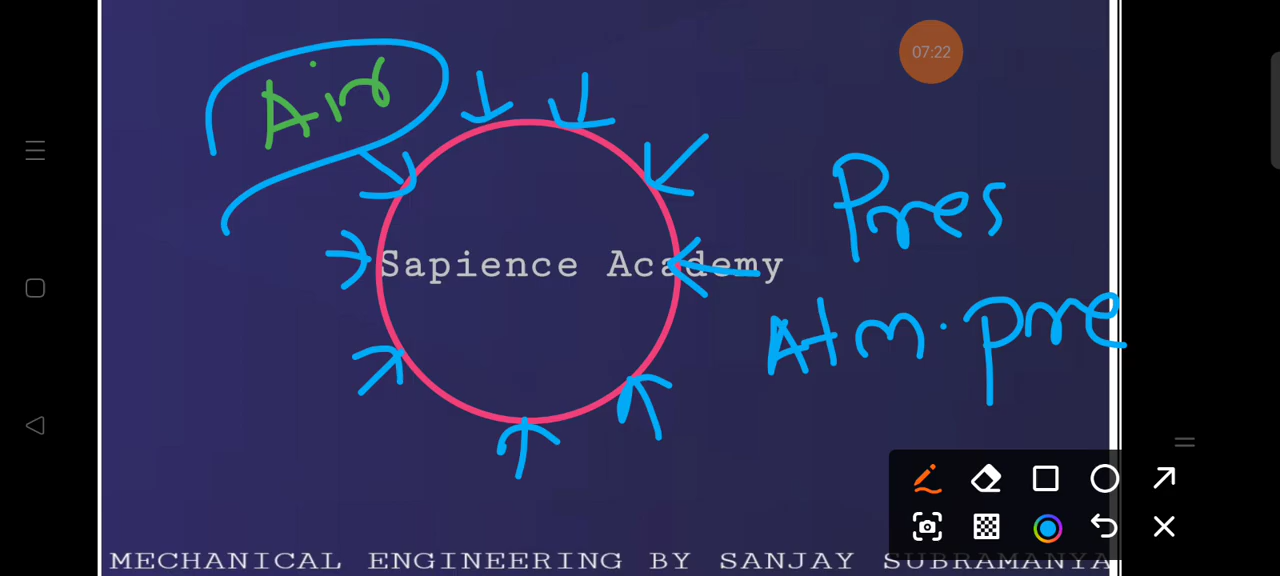 07:22
Air
Pres
Sapience Academy
Atm. pre
MECHANICAL ENGINEERING BY SANJAY SUBRAMANYA